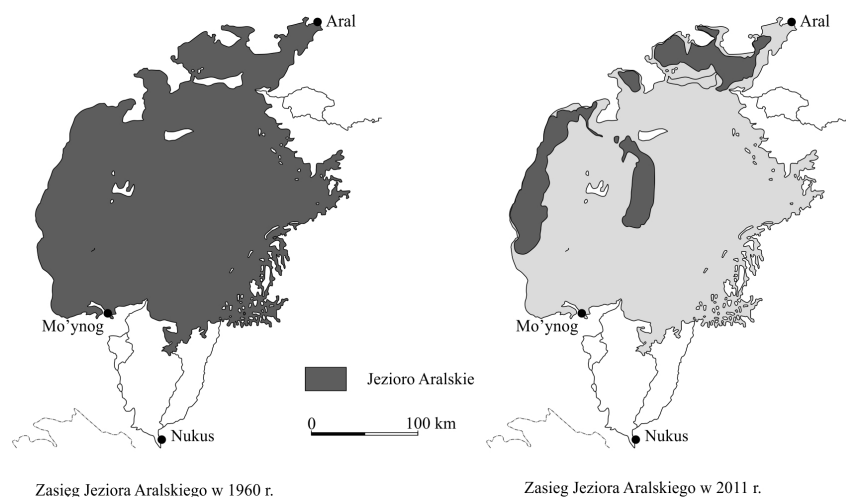 Aral
Mo’ynog
Nukus
Aral
Mo’ynog
Nukus
Jezioro Aralskie
0 100 km
Zasięg Jeziora Aralskiego w 1960 r.
Zasieg Jeziora Aralskiego w 2011 r.